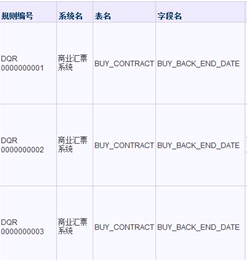 规则编号 系统名 表名 字段名
DQR 0000000001 商业汇票系统 BUY_CONTRACT BUY_BACK_END_DATE
DQR 0000000002 商业汇票系统 BUY_CONTRACT BUY_BACK_END_DATE
DQR 0000000003 商业汇票系统 BUY_CONTRACT BUY_BACK_END_DATE